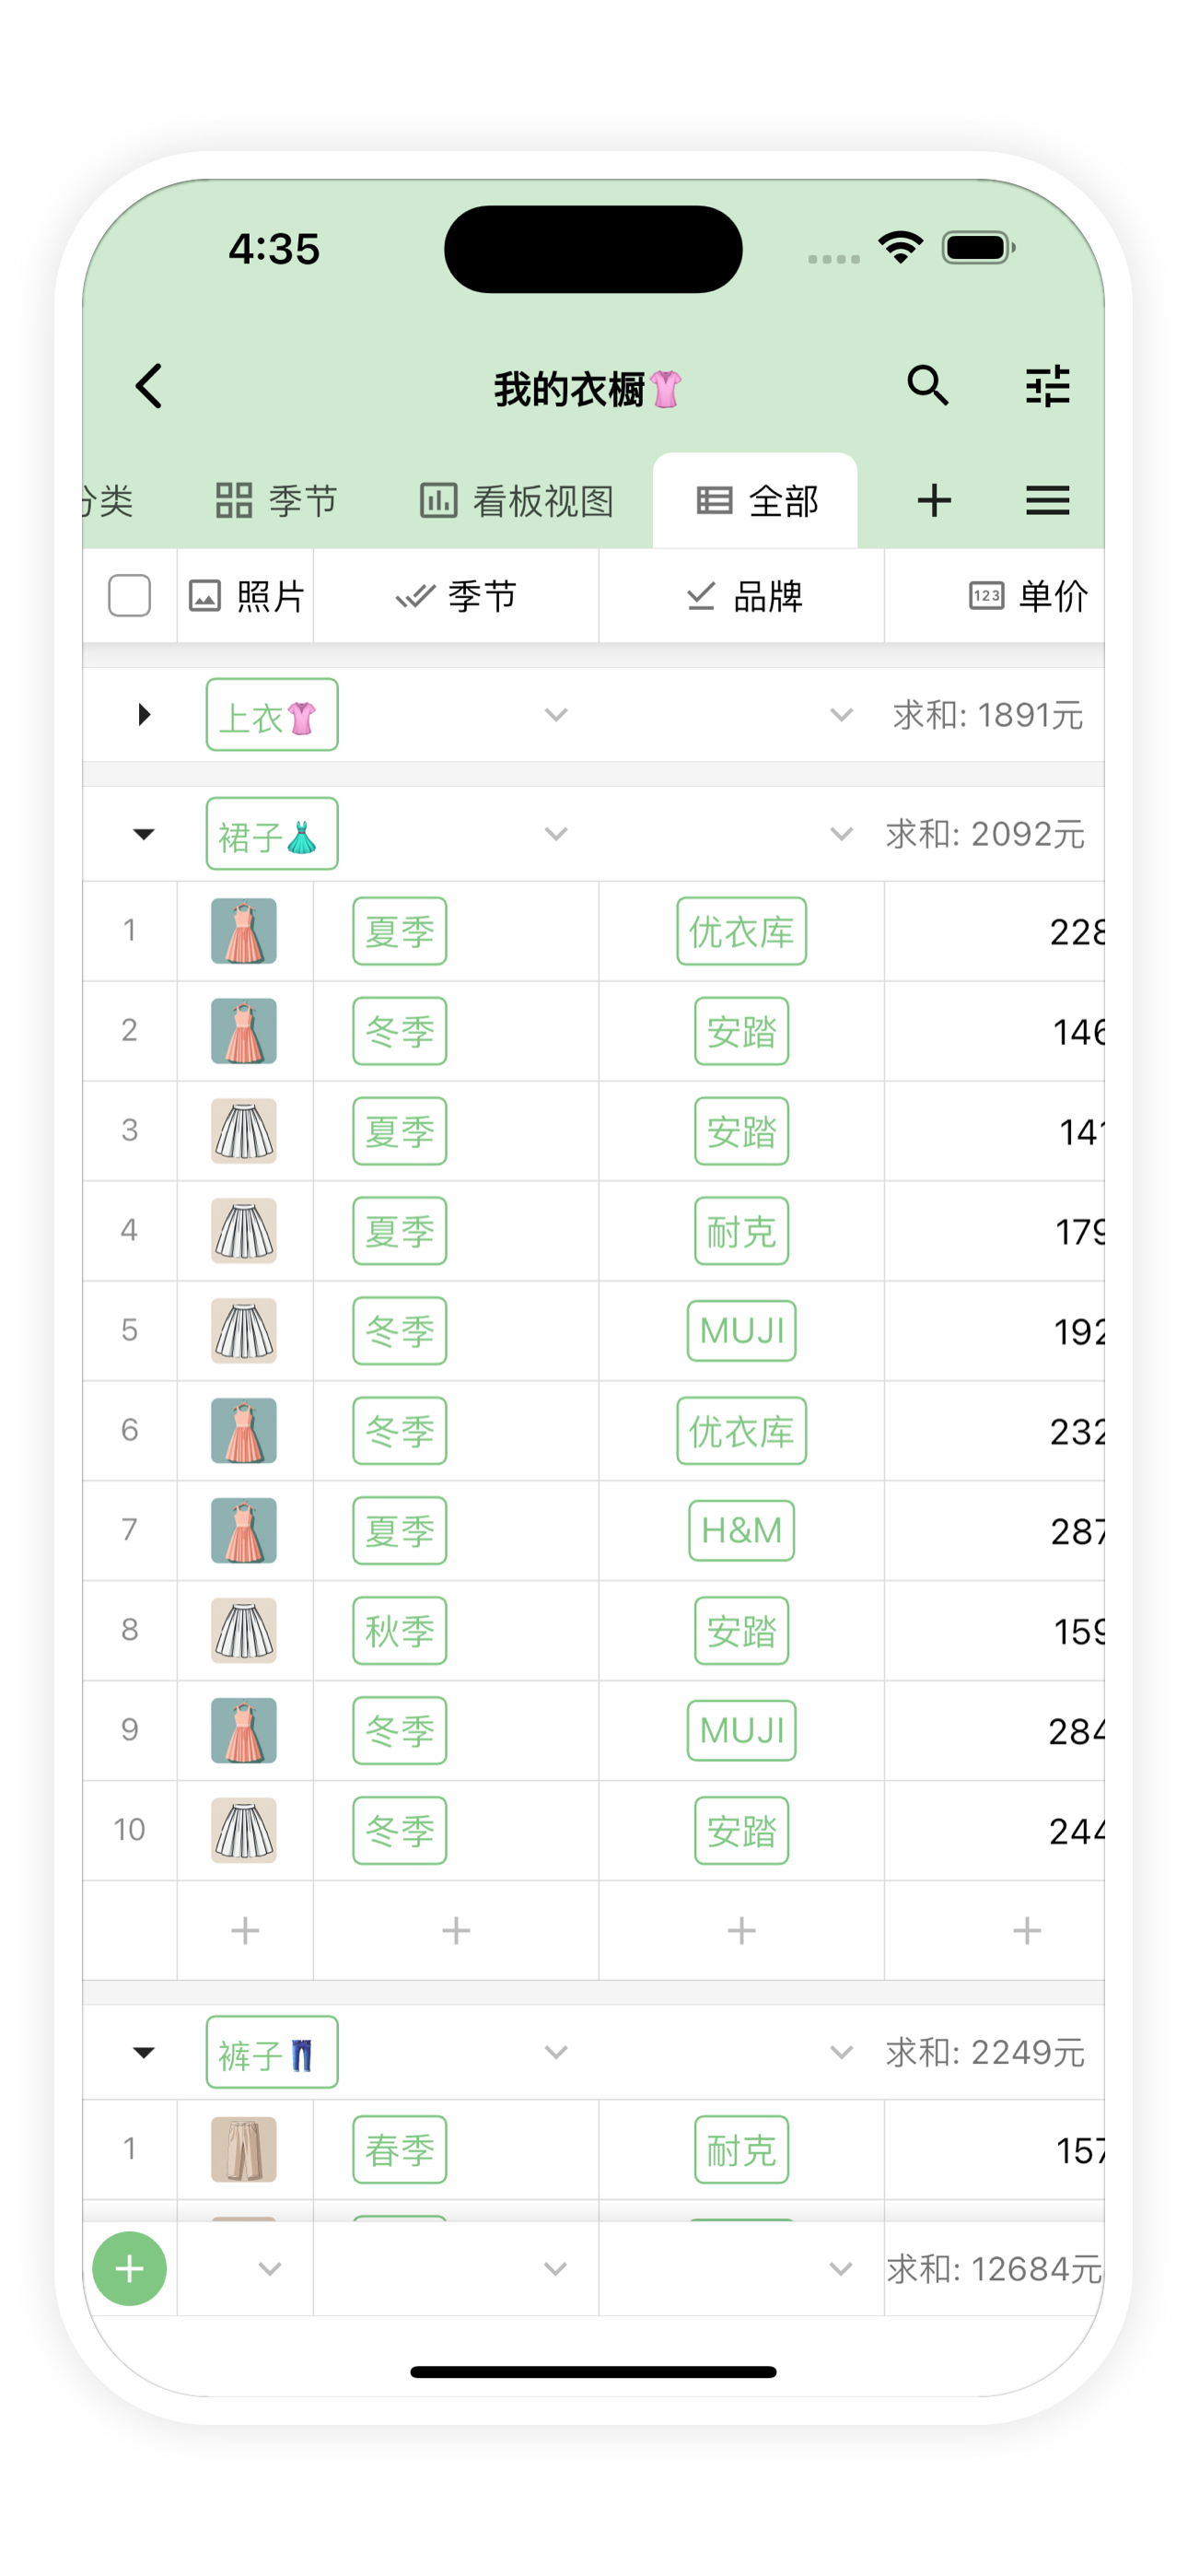 4:35
我的衣橱
分类 季节 看板视图 全部
照片 季节 品牌 123 单价
上衣 求和: 1891元
裙子 求和: 2092元
1 夏季 优衣库 228
2 冬季 安踏 146
3 夏季 安踏 141
4 夏季 耐克 179
5 冬季 MUJI 192
6 冬季 优衣库 232
7 夏季 H&M 287
8 秋季 安踏 159
9 冬季 MUJI 284
10 冬季 安踏 244
裤子 求和: 2249元
1 春季 耐克 157
求和: 12684元